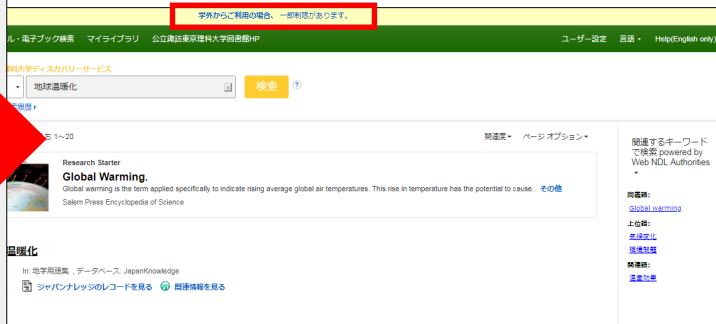 学外からご利用の場合、一部制限があります。
ル・電子ブック検索 マイライブラリ 公立諏訪東京理科大学図書館HP ユーザー設定 言語 Help(English only)
科大学ディスカバリーサービス
地球温暖化 検索
検索履歴
ち 1～20 関連度 ページ オプション
Research Starter
Global Warming.
Global warming is the term applied specifically to indicate rising average global air temperatures. This rise in temperature has the potential to cause... その他
Salem Press Encyclopedia of Science
温暖化
In: 地学用語集. , データベース: JapanKnowledge
ジャパンナレッジのレコードを見る 関連情報を見る
関連するキーワード
で検索 powered by
Web NDL Authorities
同義語:
Global warming
上位語:
気候変化
環境問題
関連語:
温室効果